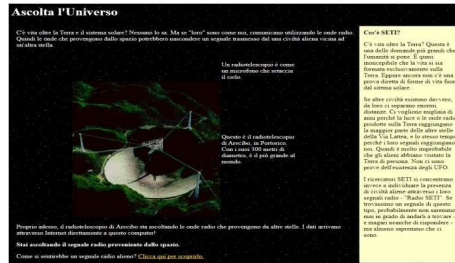 Ascolta l'Universo
C'è vita oltre la Terra e il sistema solare? Nessuno lo sa. Ma se "loro" sono come noi, comunicano utilizzando le onde radio.
Quindi le onde che provengono dallo spazio potrebbero nascondere un segnale trasmesso dal una civiltà aliena vicina ad
un'altra stella.
Un radiotelescopio è come
un microfono che setaccia
il cielo.
Questo è il radiotelescopio
di Arecibo, in Portorico.
Con i suoi 300 metri di
diametro, è il più grande al
mondo.
Proprio adesso, il radiotelescopio di Arecibo sta ascoltando le onde radio che provengono da altre stelle. I dati arrivano
attraverso Internet direttamente a questo computer!
Stai ascoltando il segnale radio proveniente dallo spazio.
Come si sentirebbe un segnale radio alieno? Clicca qui per scoprirlo.
Cos'è SETI?
C'è vita oltre la Terra? Questa è
una delle domande più grandi che
l'umanità si pone. È quasi
inconcepibile che la vita si sia
formata esclusivamente sulla
Terra. Eppure ancora non c'è una
prova diretta di forme di vita fuori
dal sistema solare.
Se altre civiltà esistono davvero,
da loro ci separano enormi
distanze. Ci vogliono migliaia di
anni perché la luce o le onde radio
prodotte sulla Terra raggiungano
la maggior parte delle altre stelle
della Via Lattea, e lo stesso tempo
perché i loro segnali raggiungano
noi. Quindi è molto improbabile
che gli alieni abbiano visitato la
Terra di persona. Non ci sono
prove dell'esistenza degli UFO.
I ricercatori SETI si concentrano
invece a individuare la presenza
di civiltà aliene attraverso i loro
segnali radio - "Radio SETI". Se
trovassimo un segnale di questo
tipo, probabilmente non saremmo
mai in grado di andarli a trovare -
e magari neanche di rispondere -
ma almeno sapremmo che ci
sono